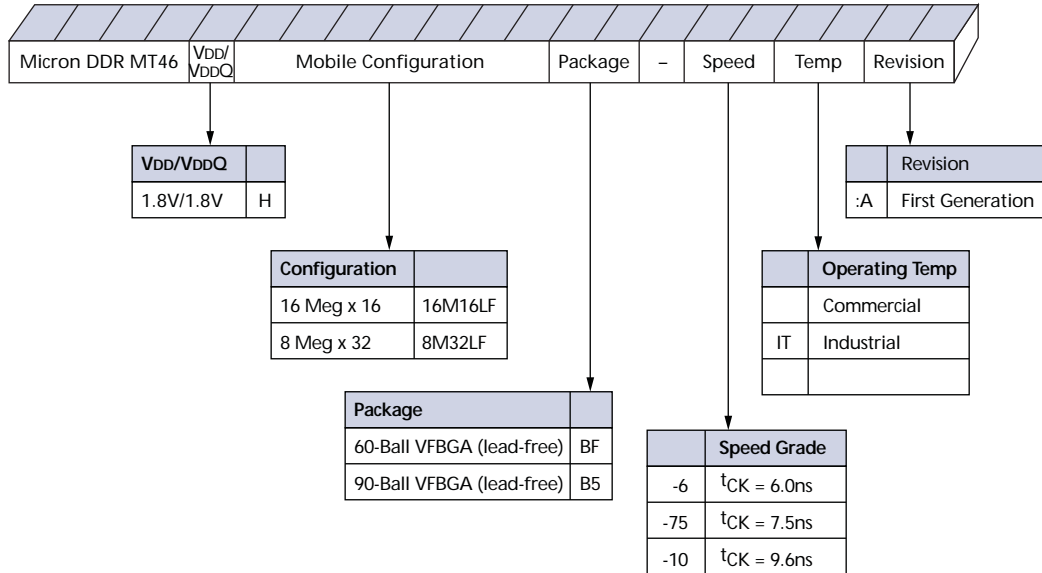 Micron DDR MT46
VDD/
VDDQ
Mobile Configuration
Package
–
Speed
Temp
Revision
VDD/VDDQ
1.8V/1.8V H
Revision
:A First Generation
Configuration
16 Meg x 16 16M16LF
8 Meg x 32 8M32LF
Operating Temp
Commercial
IT Industrial
Package
60-Ball VFBGA (lead-free) BF
90-Ball VFBGA (lead-free) B5
Speed Grade
-6 tCK = 6.0ns
-75 tCK = 7.5ns
-10 tCK = 9.6ns